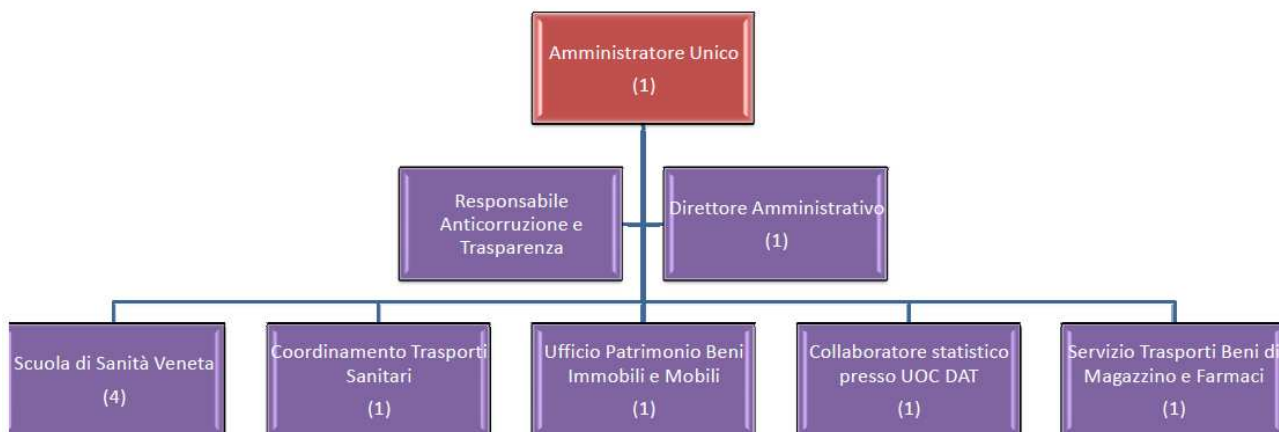 Amministratore Unico
(1)
Responsabile
Anticorruzione e
Trasparenza
Direttore Amministrativo
(1)
Scuola di Sanità Veneta
(4)
Coordinamento Trasporti
Sanitari
(1)
Ufficio Patrimonio Beni
Immobili e Mobili
(1)
Collaboratore statistico
presso UOC DAT
(1)
Servizio Trasporti Beni di
Magazzino e Farmaci
(1)